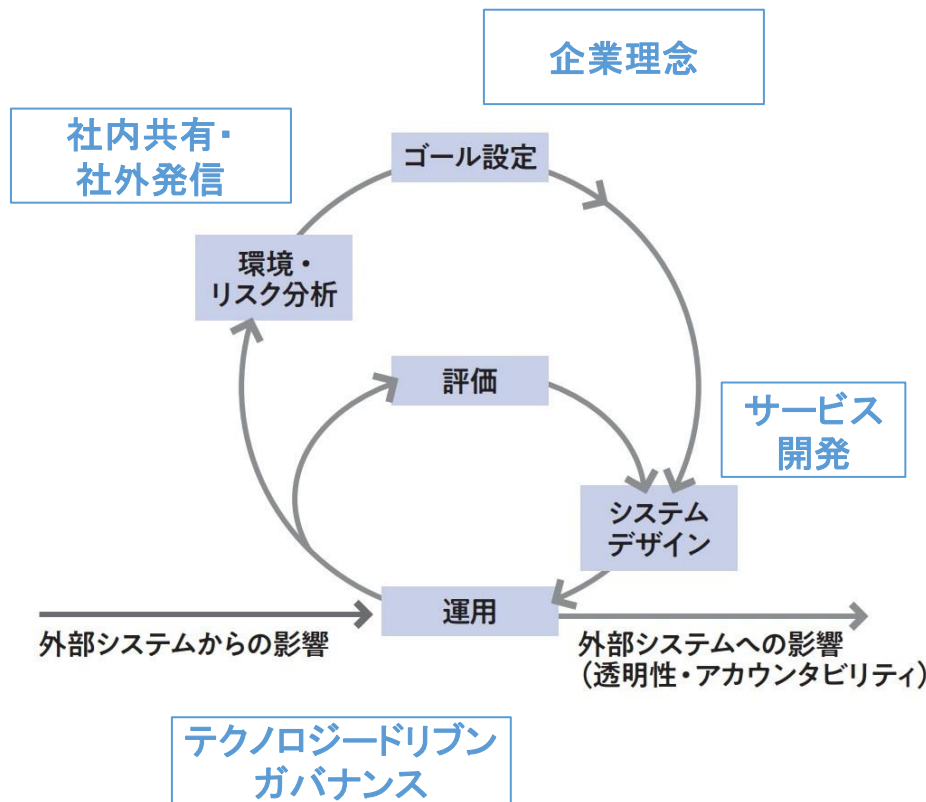 企業理念
社内共有・
社外発信
ゴール設定
環境・
リスク分析
評価
サービス
開発
システム
デザイン
運用
外部システムからの影響
外部システムへの影響
（透明性・アカウンタビリティ）
テクノロジードリブン
ガバナンス